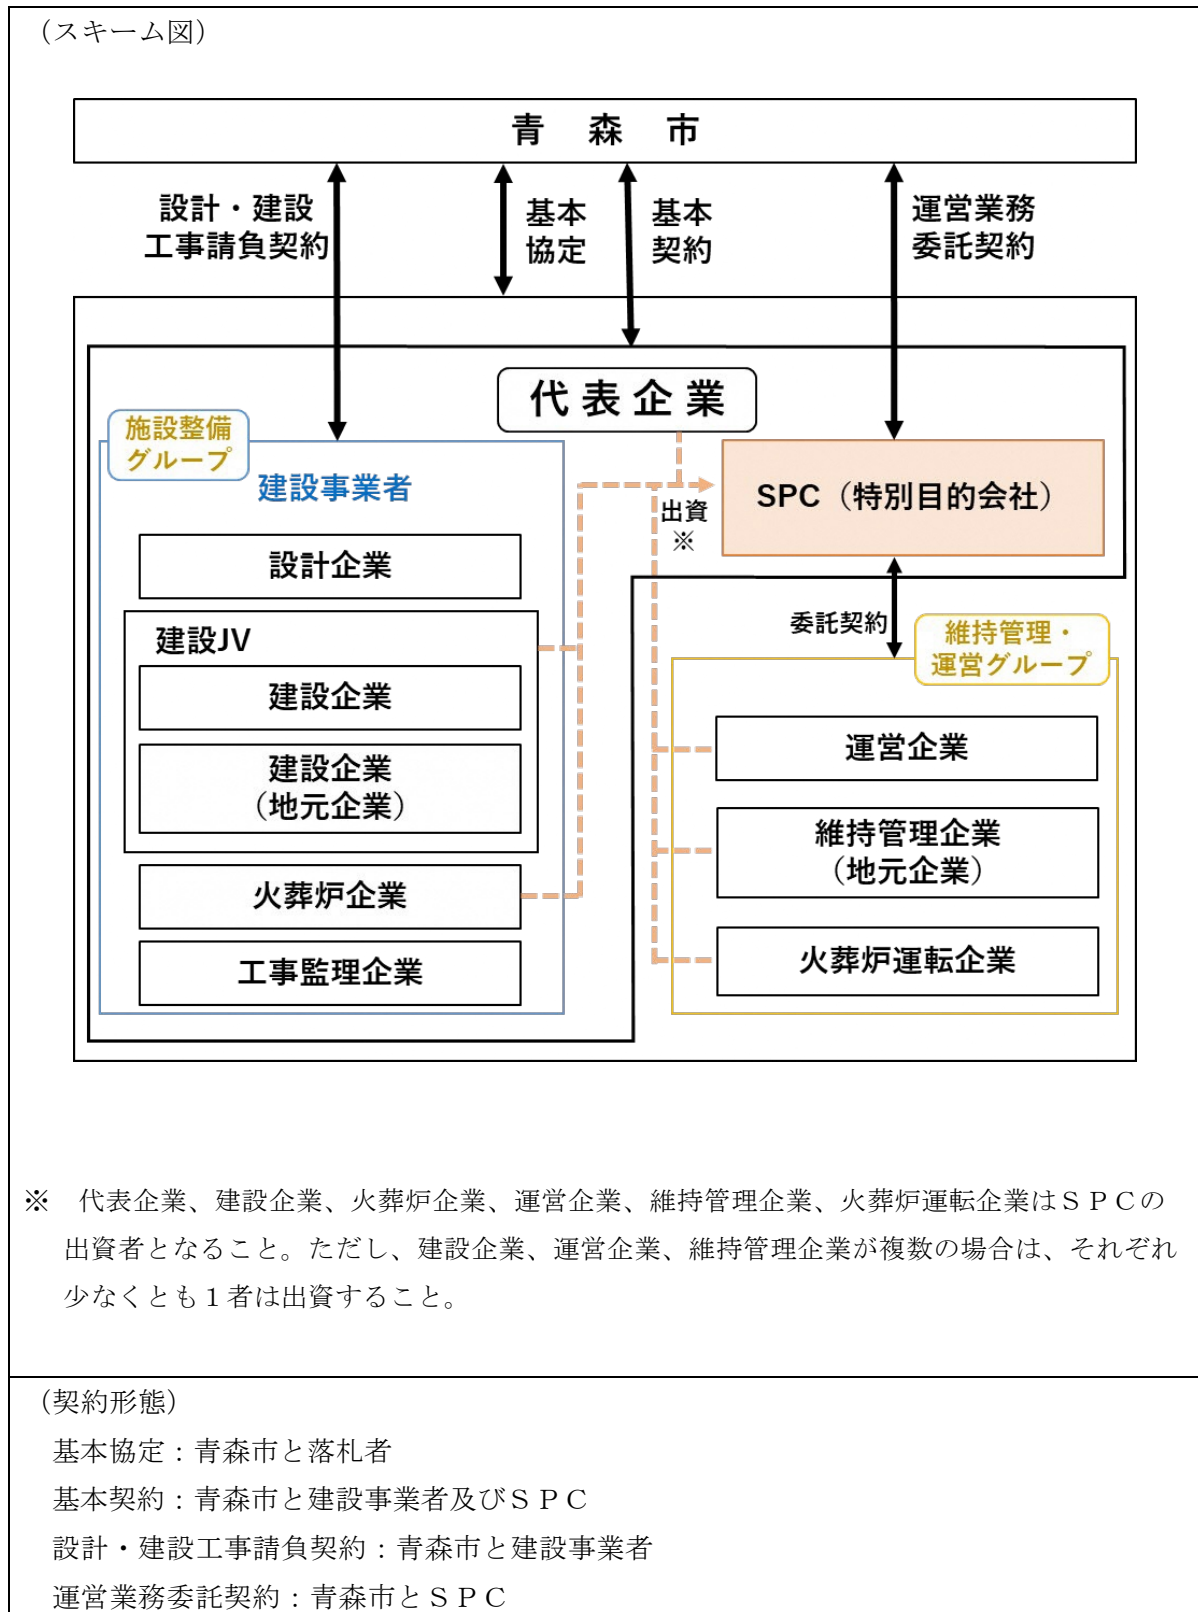 （スキーム図）
青 森 市
設計・建設
工事請負契約
基本
協定
基本
契約
運営業務
委託契約
代表企業
施設整備
グループ
建設事業者
SPC（特別目的会社）
出資
※
設計企業
建設JV
建設企業
建設企業
（地元企業）
火葬炉企業
工事監理企業
委託契約
維持管理・
運営グループ
運営企業
維持管理企業
（地元企業）
火葬炉運転企業
※　代表企業、建設企業、火葬炉企業、運営企業、維持管理企業、火葬炉運転企業はＳＰＣの
出資者となること。ただし、建設企業、運営企業、維持管理企業が複数の場合は、それぞれ
少なくとも１者は出資すること。
（契約形態）
基本協定：青森市と落札者
基本契約：青森市と建設事業者及びＳＰＣ
設計・建設工事請負契約：青森市と建設事業者
運営業務委託契約：青森市とＳＰＣ